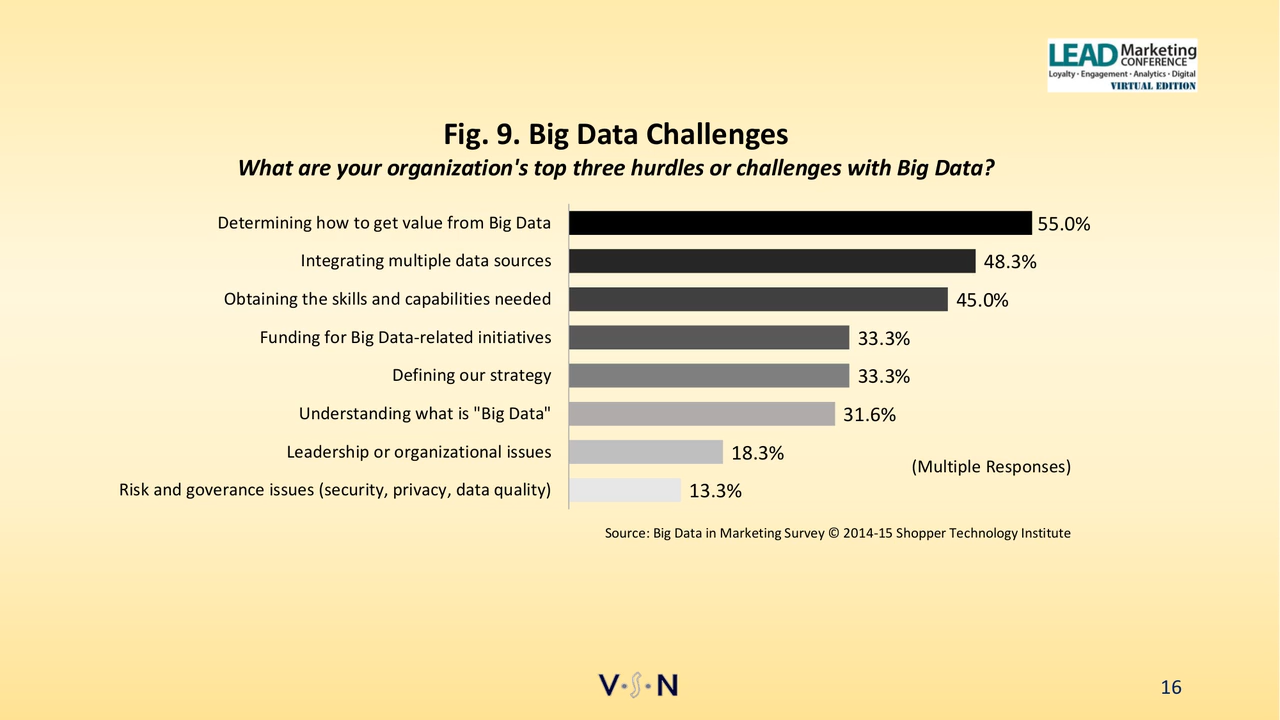 LEAD Marketing
CONFERENCE
Loyalty · Engagement · Analytics · Digital
VIRTUAL EDITION
Fig. 9. Big Data Challenges
What are your organization's top three hurdles or challenges with Big Data?
Determining how to get value from Big Data 55.0%
Integrating multiple data sources 48.3%
Obtaining the skills and capabilities needed 45.0%
Funding for Big Data-related initiatives 33.3%
Defining our strategy 33.3%
Understanding what is "Big Data" 31.6%
Leadership or organizational issues 18.3%
(Multiple Responses)
Risk and goverance issues (security, privacy, data quality) 13.3%
Source: Big Data in Marketing Survey © 2014-15 Shopper Technology Institute
V·S·N
16